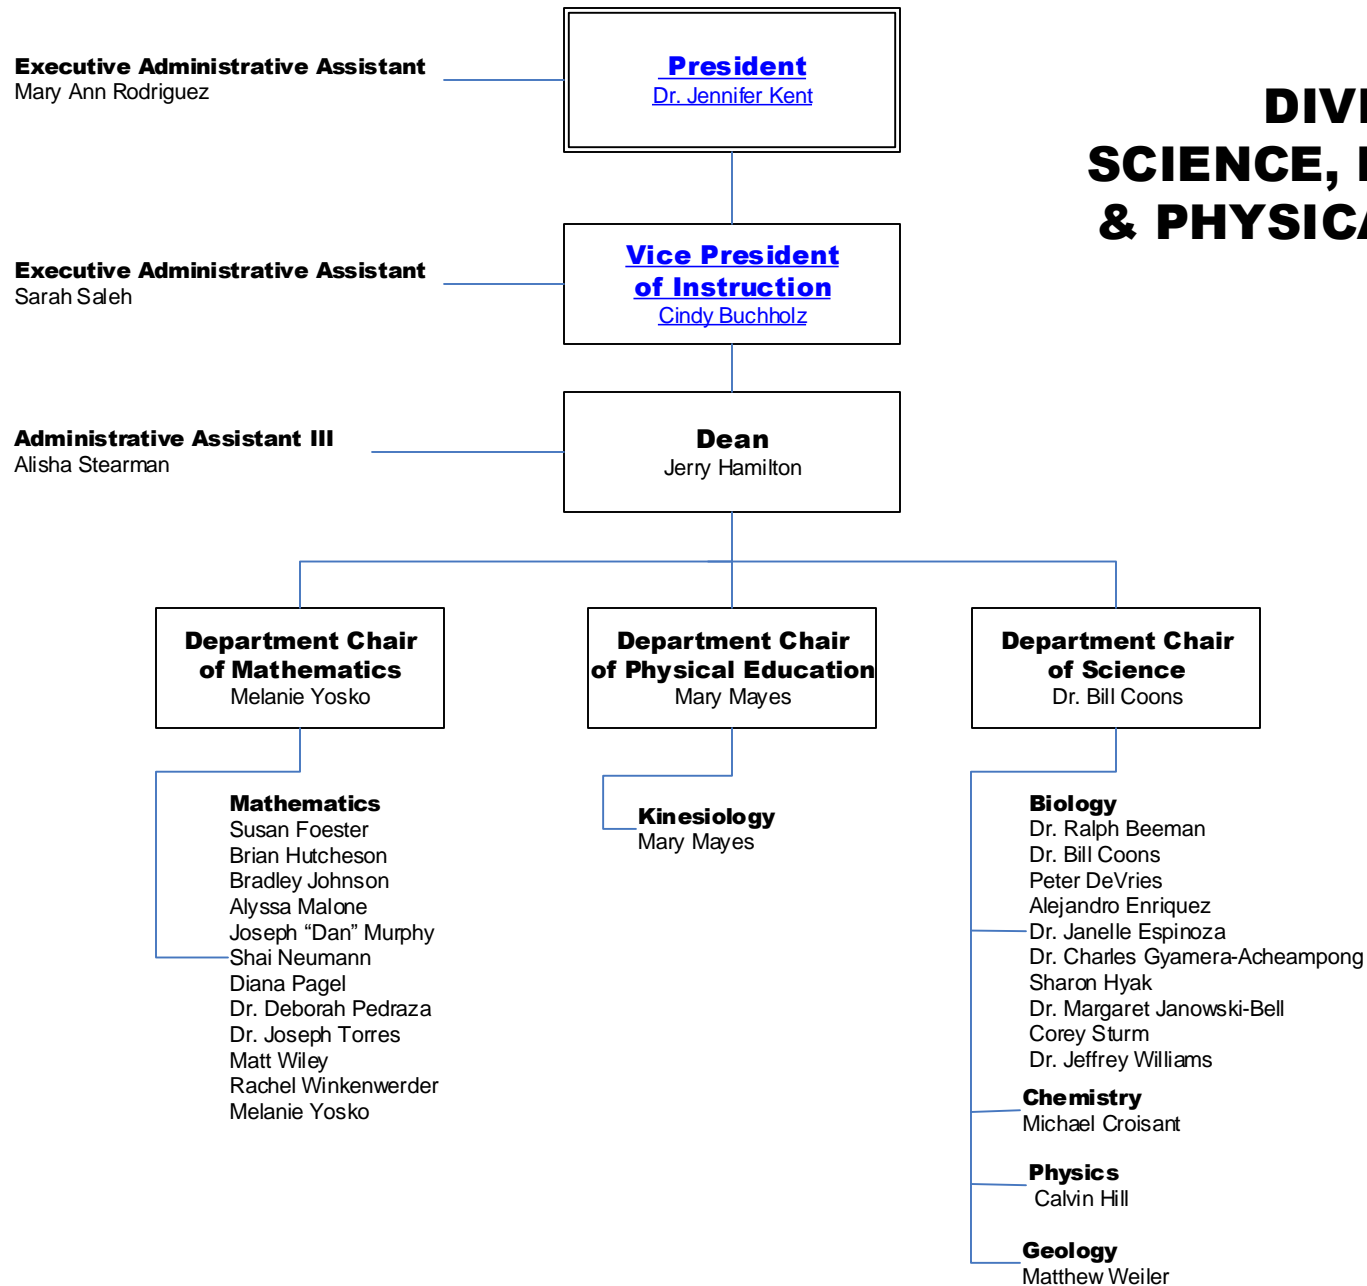 Executive Administrative Assistant
Mary Ann Rodriguez
President
Dr. Jennifer Kent
SCIENCE,
&
Executive Administrative Assistant
Sarah Saleh
Vice President
of Instruction
Cindy Buchholz
Administrative Assistant III
Alisha Stearman
Dean
Jerry Hamilton
Department Chair
of Mathematics
Melanie Yosko
Department Chair
of Physical Education
Mary Mayes
Department Chair
of Science
Dr. Bill Coons
Mathematics
Susan Foester
Brian Hutcheson
Bradley Johnson
Alyssa Malone
Joseph “Dan” Murphy
Shai Neumann
Diana Pagel
Dr. Deborah Pedraza
Dr. Joseph Torres
Matt Wiley
Rachel Winkenwerder
Melanie Yosko
Kinesiology
Mary Mayes
Biology
Dr. Ralph Beeman
Dr. Bill Coons
Peter DeVries
Alejandro Enriquez
Dr. Janelle Espinoza
Dr. Charles Gyamera-Acheampong
Sharon Hyak
Dr. Margaret Janowski-Bell
Corey Sturm
Dr. Jeffrey Williams
Chemistry
Michael Croisant
Physics
Calvin Hill
Geology
Matthew Weiler